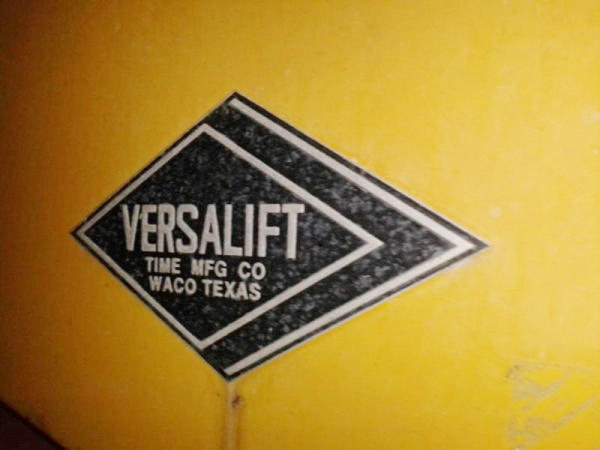 VERSALIFT
TIME MFG CO
WACO TEXAS